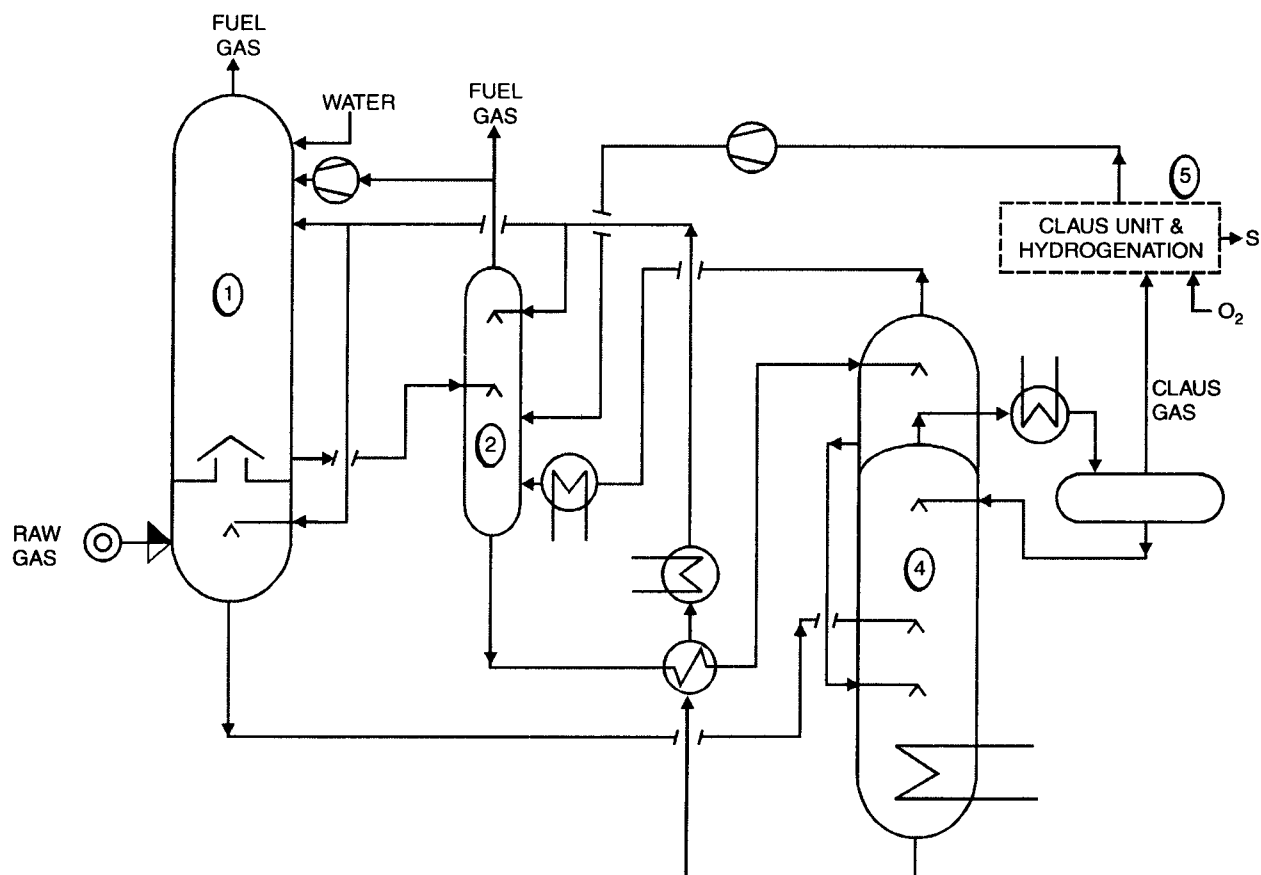 FUEL
GAS
WATER
FUEL
GAS
5
CLAUS UNIT &
HYDROGENATION
S
O2
1
CLAUS
GAS
2
RAW
GAS
4